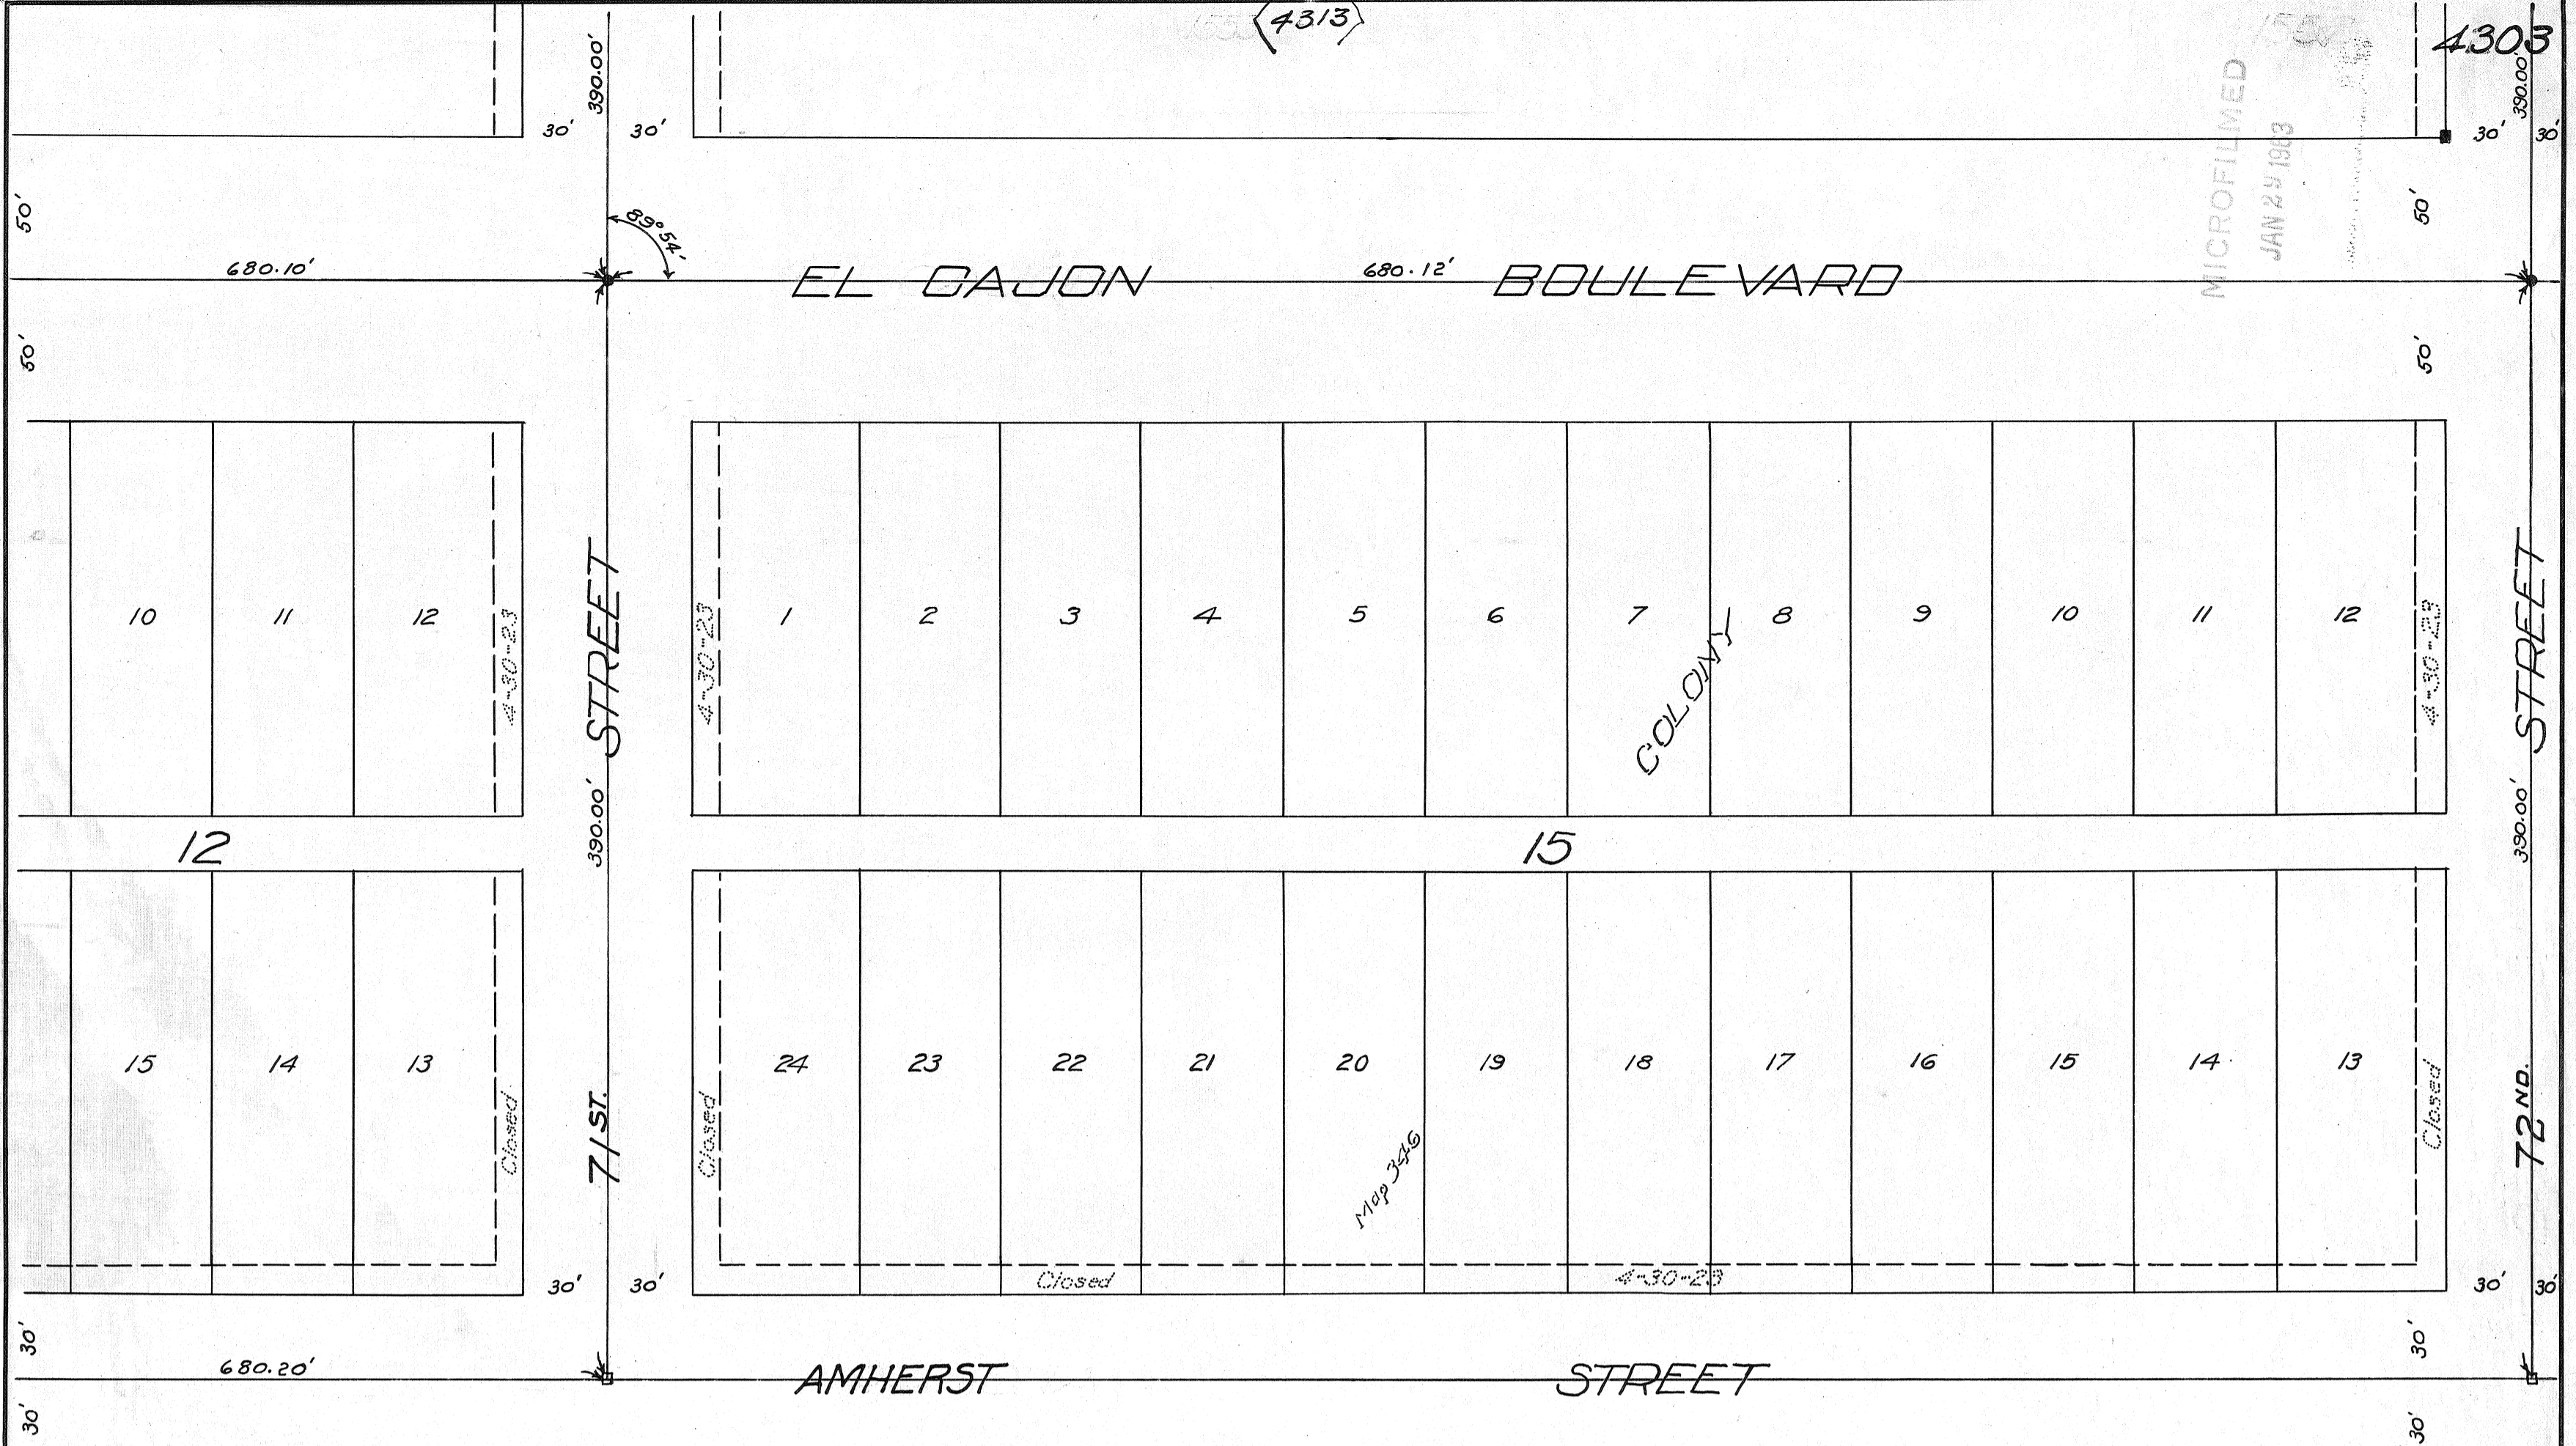 (4313)
4303
390.00'
390.00'
30' 30' 30' 30'
MICROFILMED
JAN 29 1963
50' 50'
89°54'
680.10' EL CAJON 680.12' BOULEVARD
50' 50'
10 11 12 1 2 3 4 5 6 7 8 9 10 11 12
4-30-23 4-30-23 4-30-23
STREET STREET
COLONY
12 390.00' 15 390.00'
15 14 13 24 23 22 21 20 19 18 17 16 15 14 13
Closed 71ST. Closed Closed 72ND.
Map 346
30' 30' Closed 4-30-23 30' 30'
30' 30'
680.20' AMHERST STREET
30' 30'